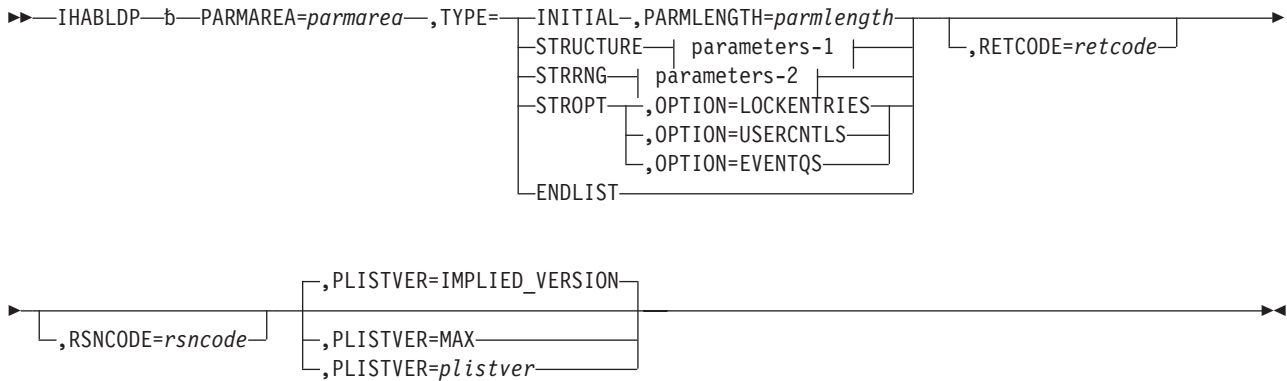 IHABLDP ƀ PARMAREA=parmarea ,TYPE= INITIAL ,PARMLENGTH=parmlength
STRUCTURE parameters-1 ,RETCODE=retcode
STRRNG parameters-2
STROPT ,OPTION=LOCKENTRIES
,OPTION=USERCNTLS
,OPTION=EVENTQS
ENDLIST
,PLISTVER=IMPLIED_VERSION
,RSNCODE=rsncode ,PLISTVER=MAX
,PLISTVER=plistver